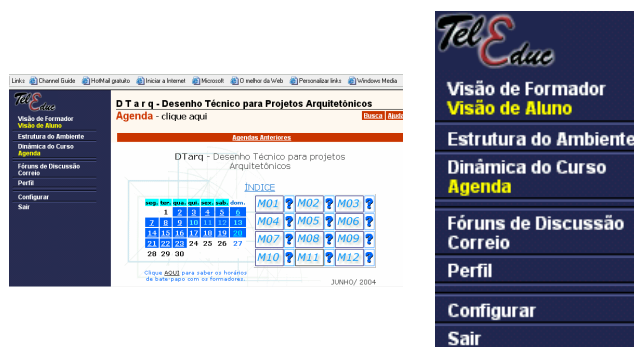 Links Channel Guide HotMail gratuito Iniciar a Internet Microsoft O melhor da Web Personalizar links Windows Media
TelEduc
Visão de Formador
Visão de Aluno
Estrutura do Ambiente
Dinâmica do Curso
Agenda
Fóruns de Discussão
Correio
Perfil
Configurar
Sair
D T a r q - Desenho Técnico para Projetos Arquitetônicos
Agenda - clique aqui
Busca Ajuda
Agendas Anteriores
DTarq - Desenho Técnico para projetos
Arquitetônicos
ÍNDICE
seg. ter. qua. qui. sex. sab. dom.
1 2 3 4 5 6
7 8 9 10 11 12 13
14 15 16 17 18 19 20
21 22 23 24 25 26 27
28 29 30
M01 ? M02 ? M03 ?
M04 ? M05 ? M06 ?
M07 ? M08 ? M09 ?
M10 ? M11 ? M12 ?
Clique AQUI para saber os horários
de bate-papo com os formadores.
JUNHO/ 2004
TelEduc
Visão de Formador
Visão de Aluno
Estrutura do Ambiente
Dinâmica do Curso
Agenda
Fóruns de Discussão
Correio
Perfil
Configurar
Sair